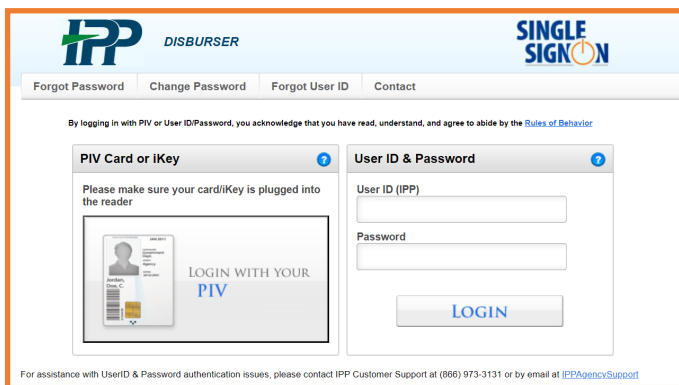 IPP DISBURSER
SINGLE
SIGN ON
Forgot Password Change Password Forgot User ID Contact
By logging in with PIV or User ID/Password, you acknowledge that you have read, understand, and agree to abide by the Rules of Behavior
PIV Card or iKey ?
Please make sure your card/iKey is plugged into
the reader
Jordan,
Doe, C.
LOGIN WITH YOUR
PIV
User ID & Password ?
User ID (IPP)
Password
LOGIN
For assistance with UserID & Password authentication issues, please contact IPP Customer Support at (866) 973-3131 or by email at IPPAgencySupport